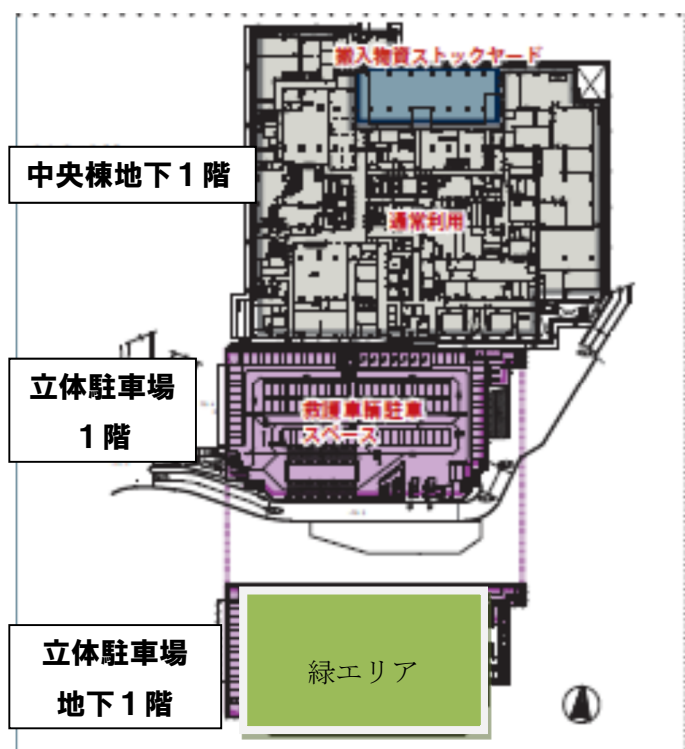 搬入物資ストックヤード
中央棟地下１階
通常利用
立体駐車場
１階
救護車輛駐車
スペース
立体駐車場
地下１階
緑エリア